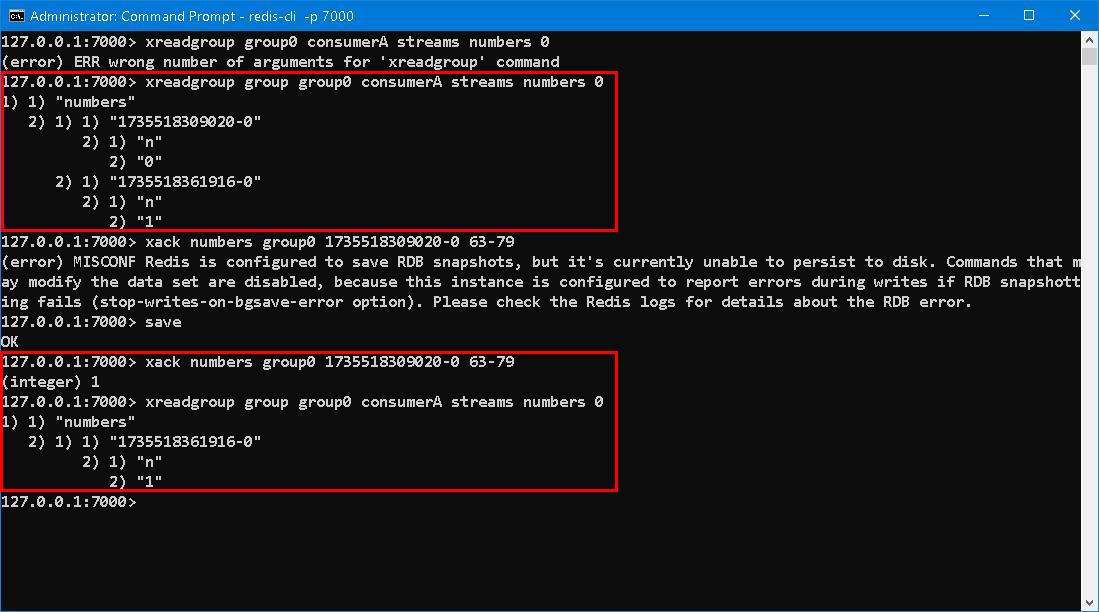 Administrator: Command Prompt - redis-cli -p 7000
127.0.0.1:7000> xreadgroup group0 consumerA streams numbers 0
(error) ERR wrong number of arguments for 'xreadgroup' command
127.0.0.1:7000> xreadgroup group group0 consumerA streams numbers 0
1) 1) "numbers"
   2) 1) 1) "1735518309020-0"
         2) 1) "n"
            2) "0"
      2) 1) "1735518361916-0"
         2) 1) "n"
            2) "1"
127.0.0.1:7000> xack numbers group0 1735518309020-0 63-79
(error) MISCONF Redis is configured to save RDB snapshots, but it's currently unable to persist to disk. Commands that m
ay modify the data set are disabled, because this instance is configured to report errors during writes if RDB snapshott
ing fails (stop-writes-on-bgsave-error option). Please check the Redis logs for details about the RDB error.
127.0.0.1:7000> save
OK
127.0.0.1:7000> xack numbers group0 1735518309020-0 63-79
(integer) 1
127.0.0.1:7000> xreadgroup group group0 consumerA streams numbers 0
1) 1) "numbers"
   2) 1) 1) "1735518361916-0"
         2) 1) "n"
            2) "1"
127.0.0.1:7000>